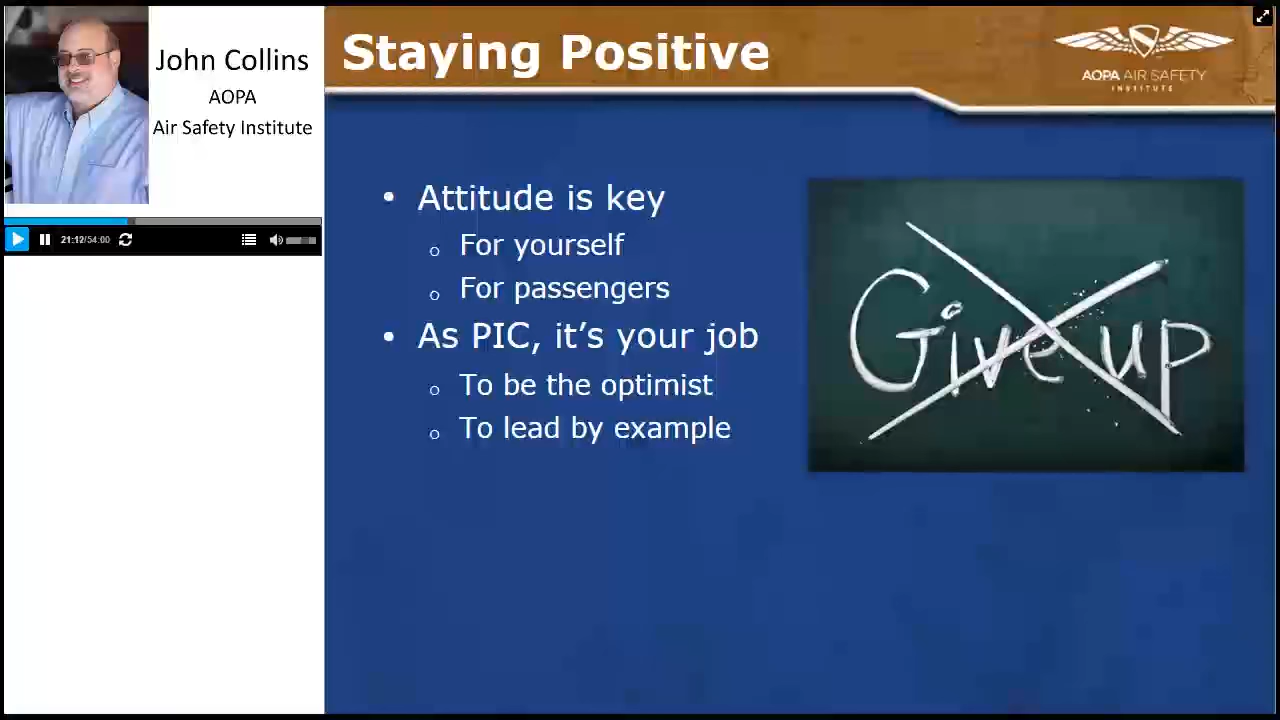 John Collins
AOPA
Air Safety Institute
21:12/54:00
Staying Positive
AOPA AIR SAFETY
INSTITUTE
• Attitude is key
o For yourself
o For passengers
• As PIC, it's your job
o To be the optimist
o To lead by example
Give up